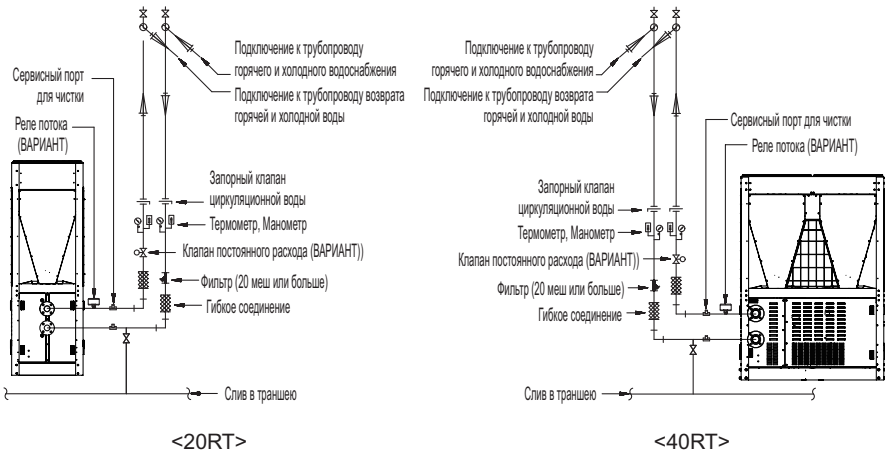 Подключение к трубопроводу
горячего и холодного водоснабжения
Подключение к трубопроводу возврата
горячей и холодной воды
Сервисный порт
для чистки
Реле потока
(ВАРИАНТ)
Запорный клапан
циркуляционной воды
Термометр, Манометр
Клапан постоянного расхода (ВАРИАНТ))
Фильтр (20 меш или больше)
Гибкое соединение
Слив в траншею
<20RT>
Подключение к трубопроводу
горячего и холодного водоснабжения
Подключение к трубопроводу возврата
горячей и холодной воды
Сервисный порт для чистки
Реле потока (ВАРИАНТ)
Запорный клапан
циркуляционной воды
Термометр, Манометр
Клапан постоянного расхода (ВАРИАНТ))
Фильтр (20 меш или больше)
Гибкое соединение
Слив в траншею
<40RT>